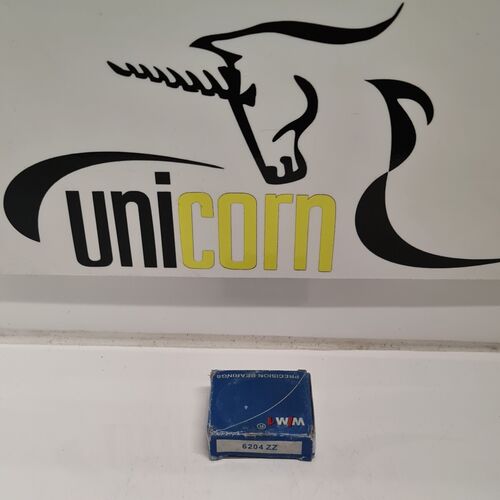 unicorn
PRECISION BEARINGS
WMI®
6204 ZZ